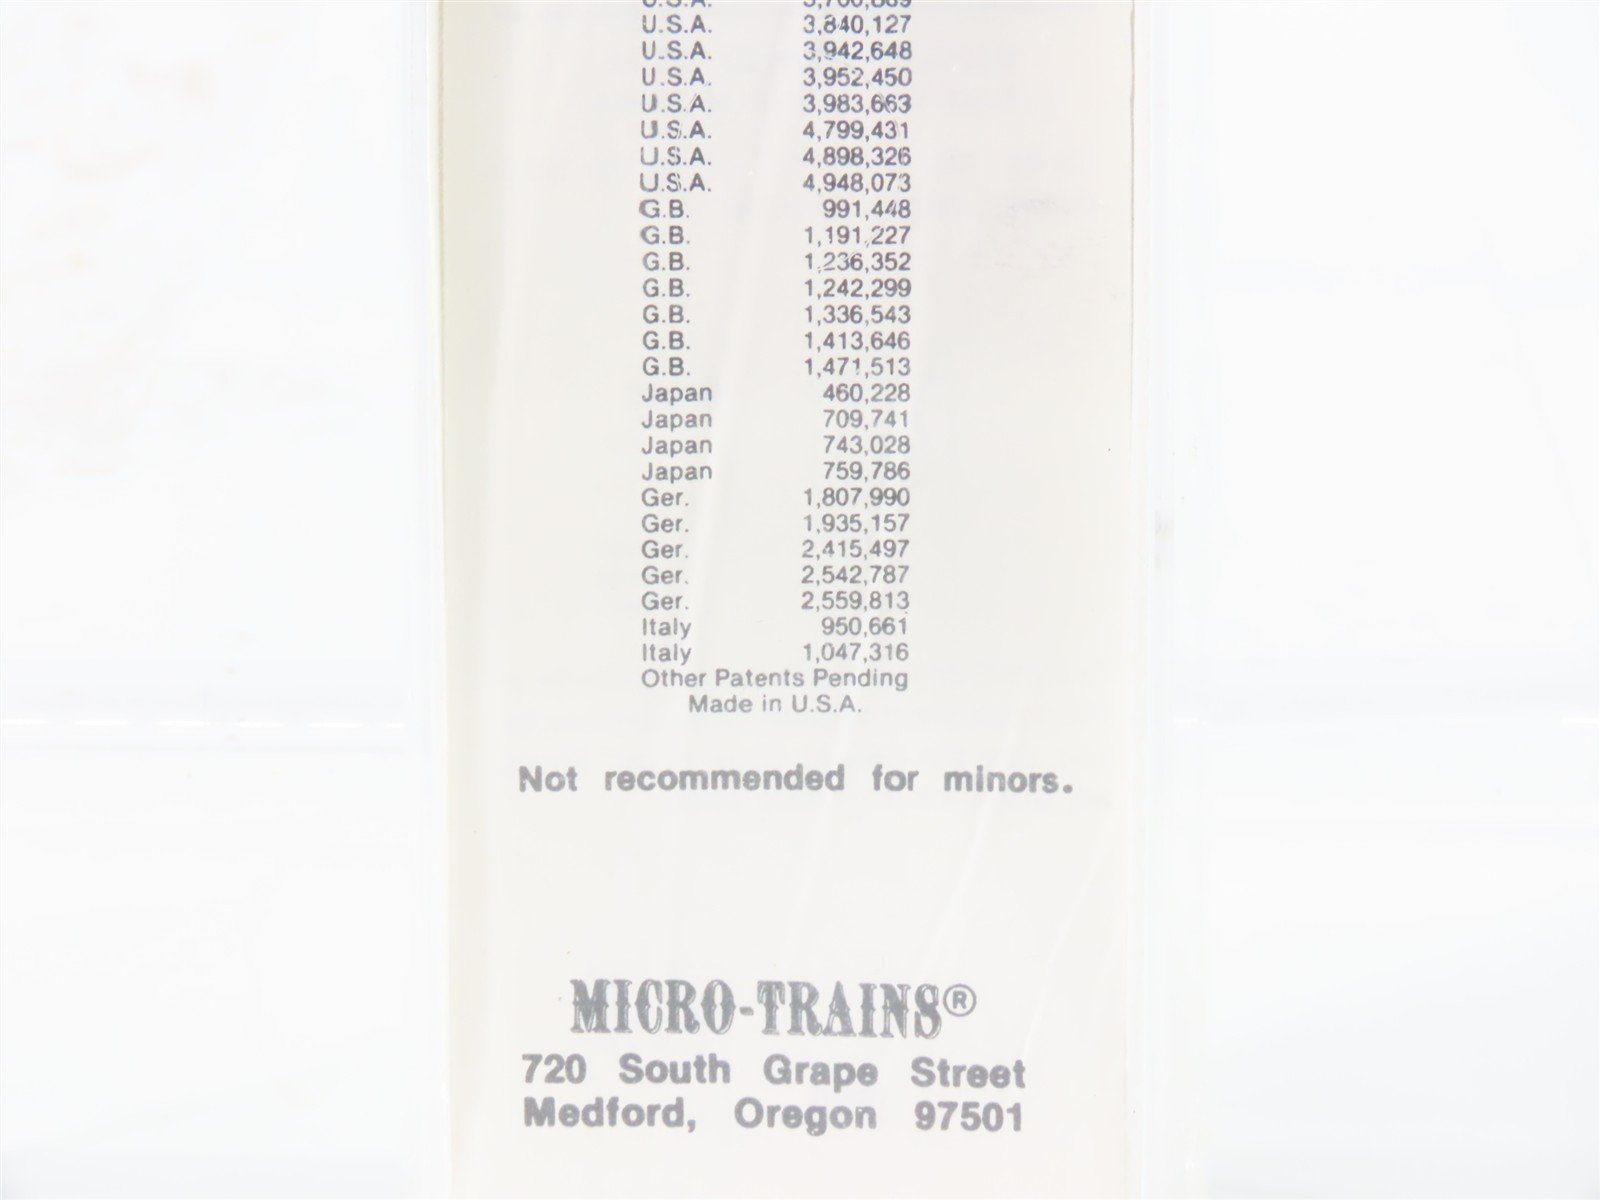 U.S.A. 3,700,869
U.S.A. 3,840,127
U.S.A. 3,942,648
U.S.A. 3,952,450
U.S.A. 3,983,663
U.S.A. 4,799,431
U.S.A. 4,898,326
U.S.A. 4,948,073
G.B. 991,448
G.B. 1,191,227
G.B. 1,236,352
G.B. 1,242,299
G.B. 1,336,543
G.B. 1,413,646
G.B. 1,471,513
Japan 460,228
Japan 709,741
Japan 743,028
Japan 759,786
Ger. 1,807,990
Ger. 1,935,157
Ger. 2,415,497
Ger. 2,542,787
Ger. 2,559,813
Italy 950,661
Italy 1,047,316
Other Patents Pending
Made in U.S.A.
Not recommended for minors.
MICRO-TRAINS®
720 South Grape Street
Medford, Oregon 97501